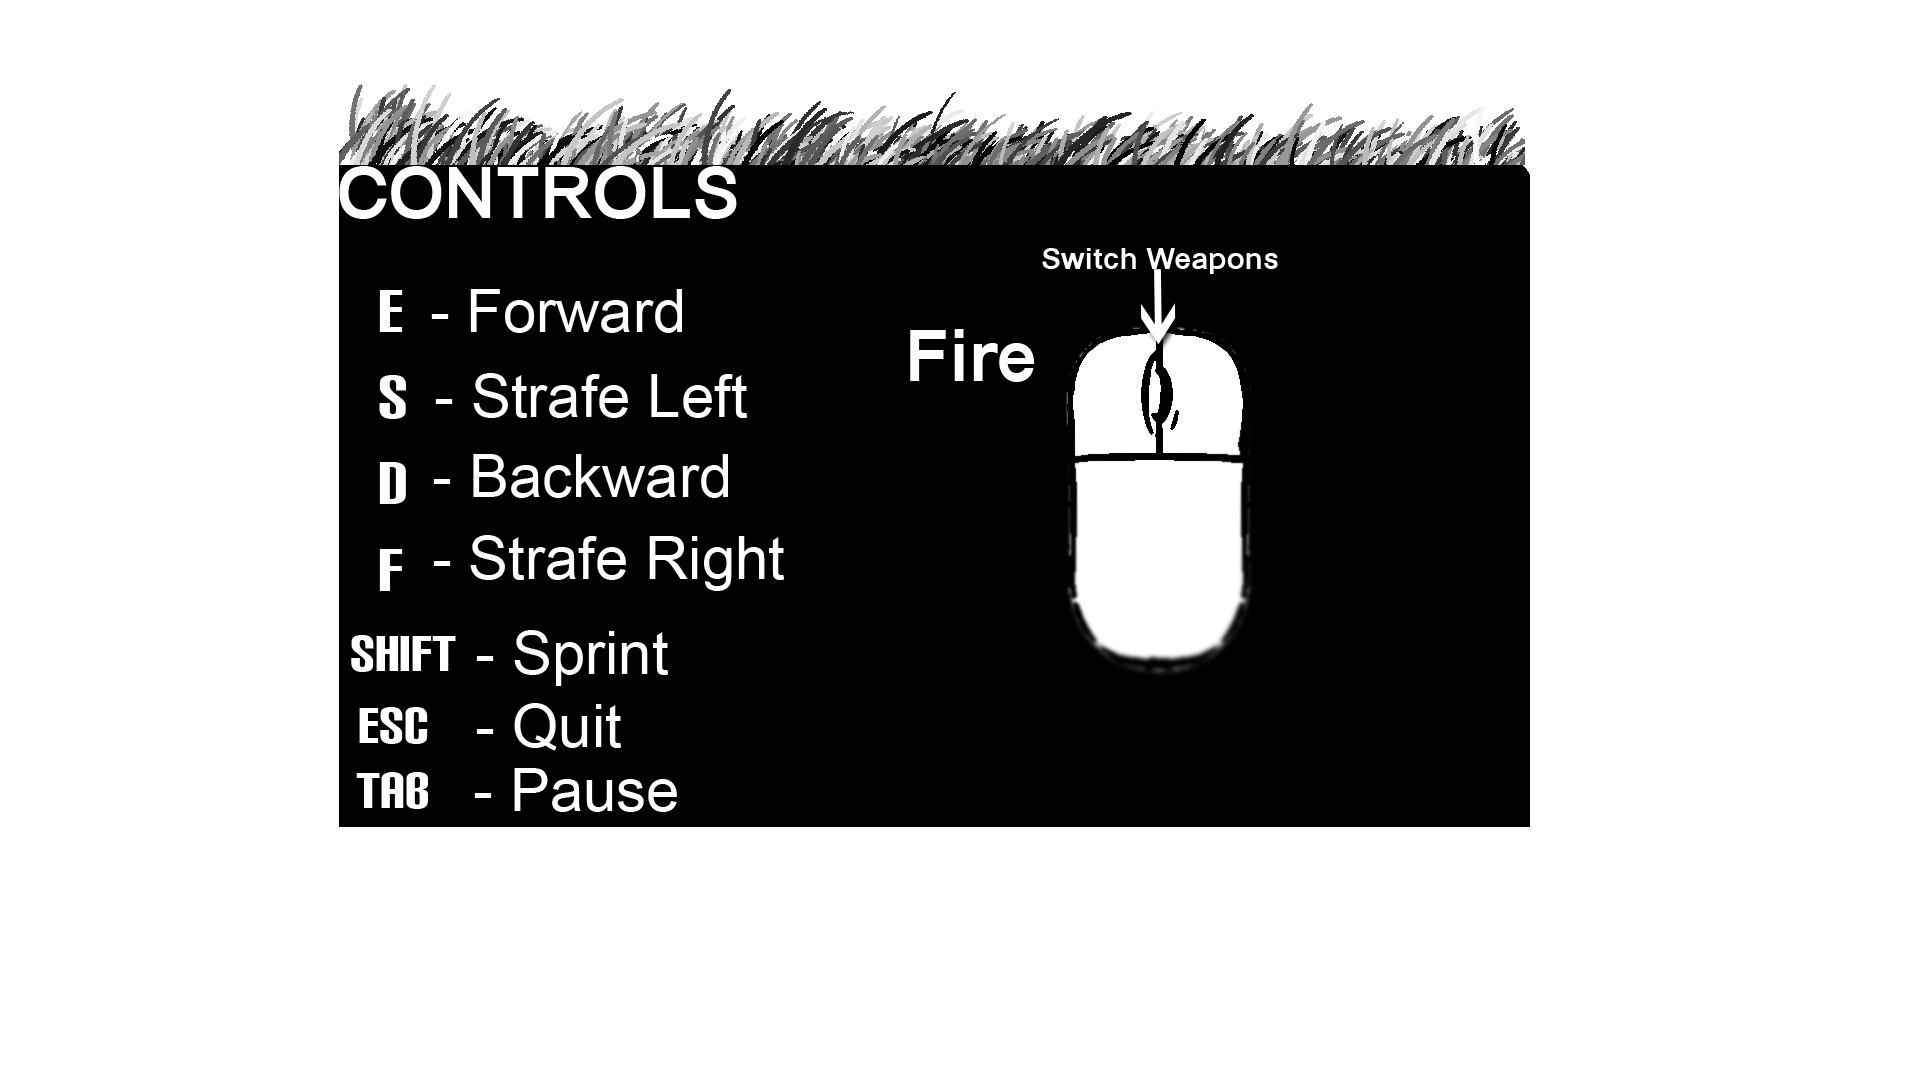 CONTROLS
E - Forward
S - Strafe Left
D - Backward
F - Strafe Right
SHIFT - Sprint
ESC - Quit
TAB - Pause
Switch Weapons
Fire